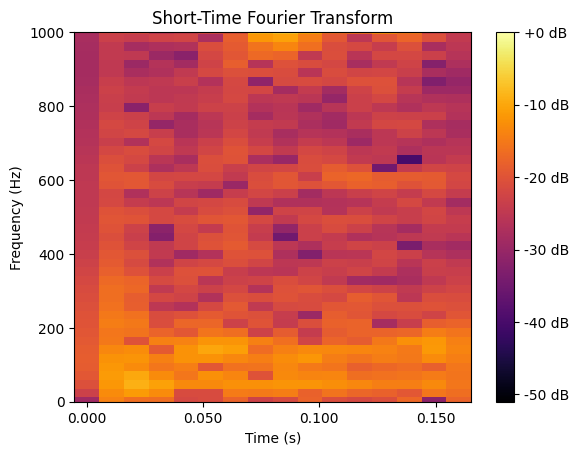 Short-Time Fourier Transform
1000
800
600
400
200
0
Frequency (Hz)
0.000
0.050
0.100
0.150
Time (s)
+0 dB
-10 dB
-20 dB
-30 dB
-40 dB
-50 dB